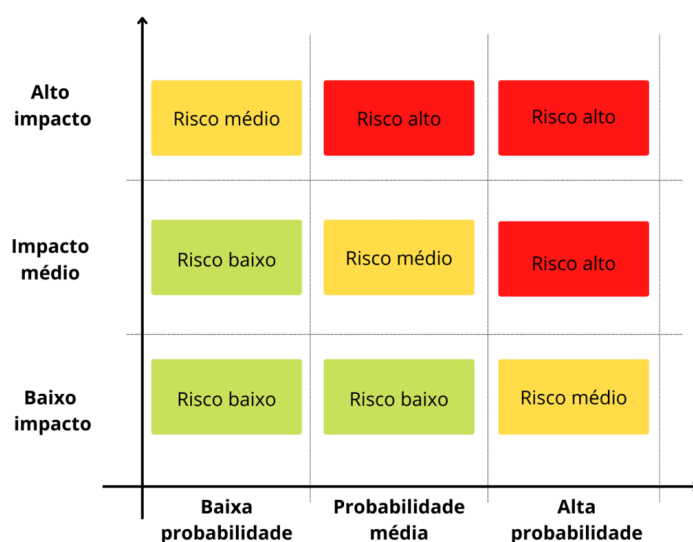 Alto
impacto
Risco médio
Risco alto
Risco alto
Impacto
médio
Risco baixo
Risco médio
Risco alto
Baixo
impacto
Risco baixo
Risco baixo
Risco médio
Baixa
probabilidade
Probabilidade
média
Alta
probabilidade